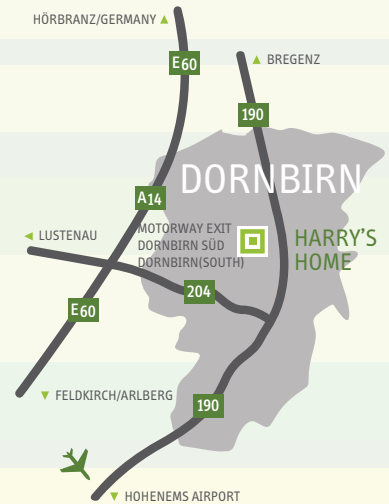 HÖRBRANZ/GERMANY ▲
E60
▲ BREGENZ
190
DORNBIRN
A14
MOTORWAY EXIT
DORNBIRN SÜD
DORNBIRN(SOUTH)
HARRY'S
HOME
◄ LUSTENAU
204
E60
▼ FELDKIRCH/ARLBERG
190
▼ HOHENEMS AIRPORT